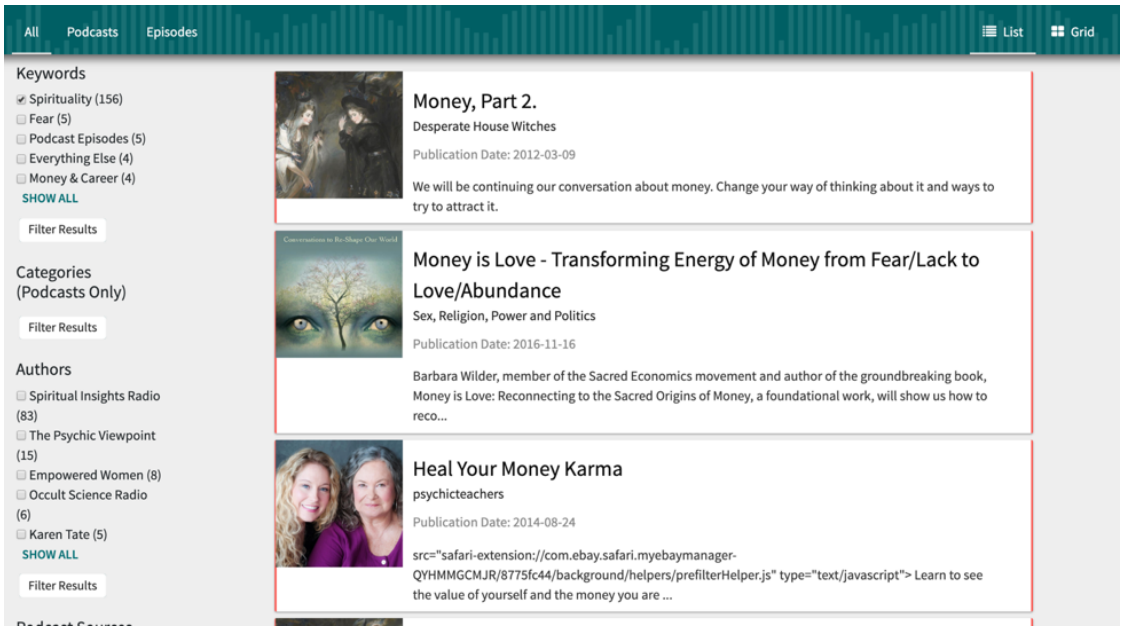 All Podcasts Episodes List Grid
Keywords
Spirituality (156)
Fear (5)
Podcast Episodes (5)
Everything Else (4)
Money & Career (4)
SHOW ALL
Filter Results
Categories
(Podcasts Only)
Filter Results
Authors
Spiritual Insights Radio
(83)
The Psychic Viewpoint
(15)
Empowered Women (8)
Occult Science Radio
(6)
Karen Tate (5)
SHOW ALL
Filter Results
Podcast Sources
Money, Part 2.
Desperate House Witches
Publication Date: 2012-03-09
We will be continuing our conversation about money. Change your way of thinking about it and ways to
try to attract it.
Conversations to Re-Shape Our World
Money is Love - Transforming Energy of Money from Fear/Lack to
Love/Abundance
Sex, Religion, Power and Politics
Publication Date: 2016-11-16
Barbara Wilder, member of the Sacred Economics movement and author of the groundbreaking book,
Money is Love: Reconnecting to the Sacred Origins of Money, a foundational work, will show us how to
reco...
Heal Your Money Karma
psychicteachers
Publication Date: 2014-08-24
src="safari-extension://com.ebay.safari.myebaymanager-
QYHMMGCMJR/8775fc44/background/helpers/prefilterHelper.js" type="text/javascript"> Learn to see
the value of yourself and the money you are ...